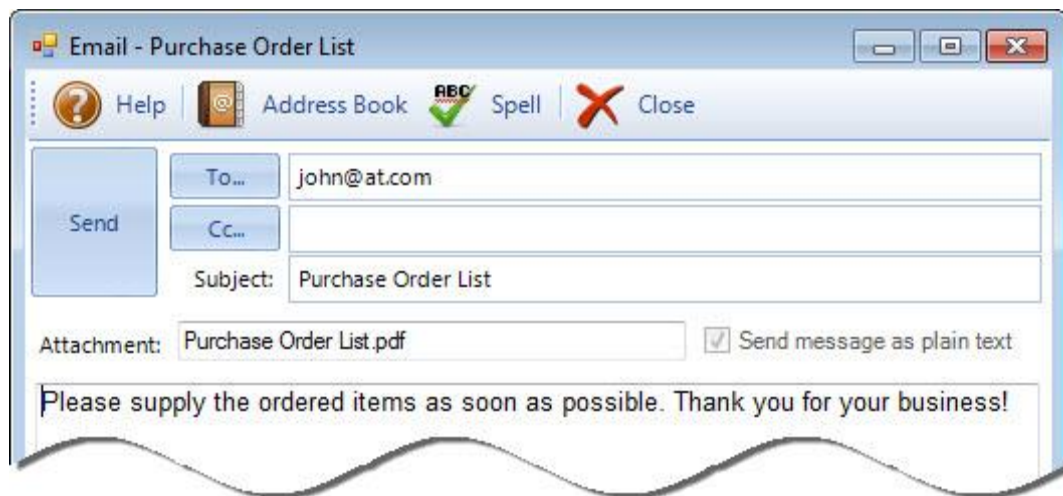 Email - Purchase Order List
Help Address Book ABC Spell Close
Send
To... john@at.com
Cc...
Subject: Purchase Order List
Attachment: Purchase Order List.pdf Send message as plain text
Please supply the ordered items as soon as possible. Thank you for your business!